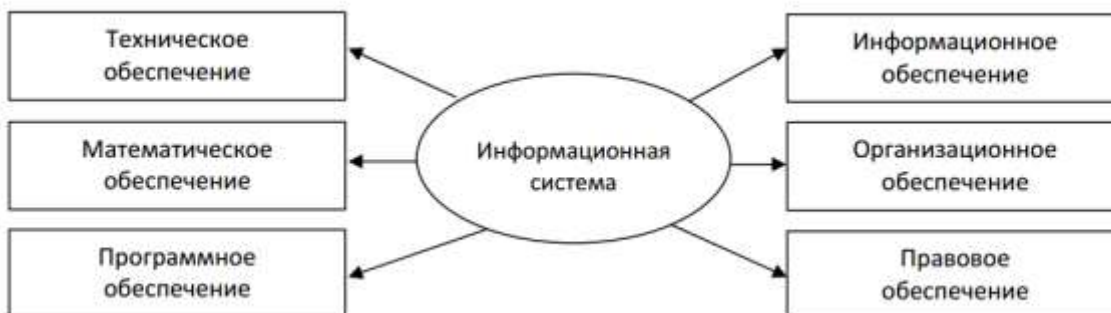 Техническое
обеспечение
Математическое
обеспечение
Программное
обеспечение
Информационная
система
Информационное
обеспечение
Организационное
обеспечение
Правовое
обеспечение